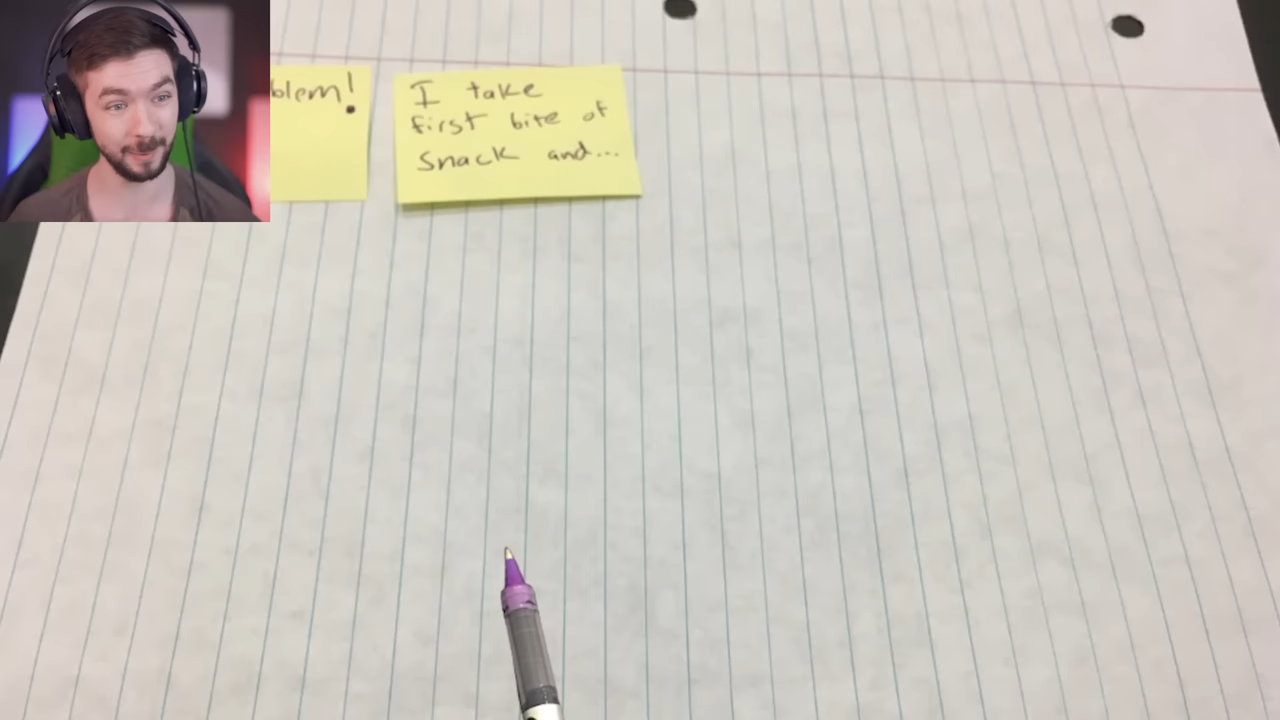 blem!
I take
first bite of
snack and...